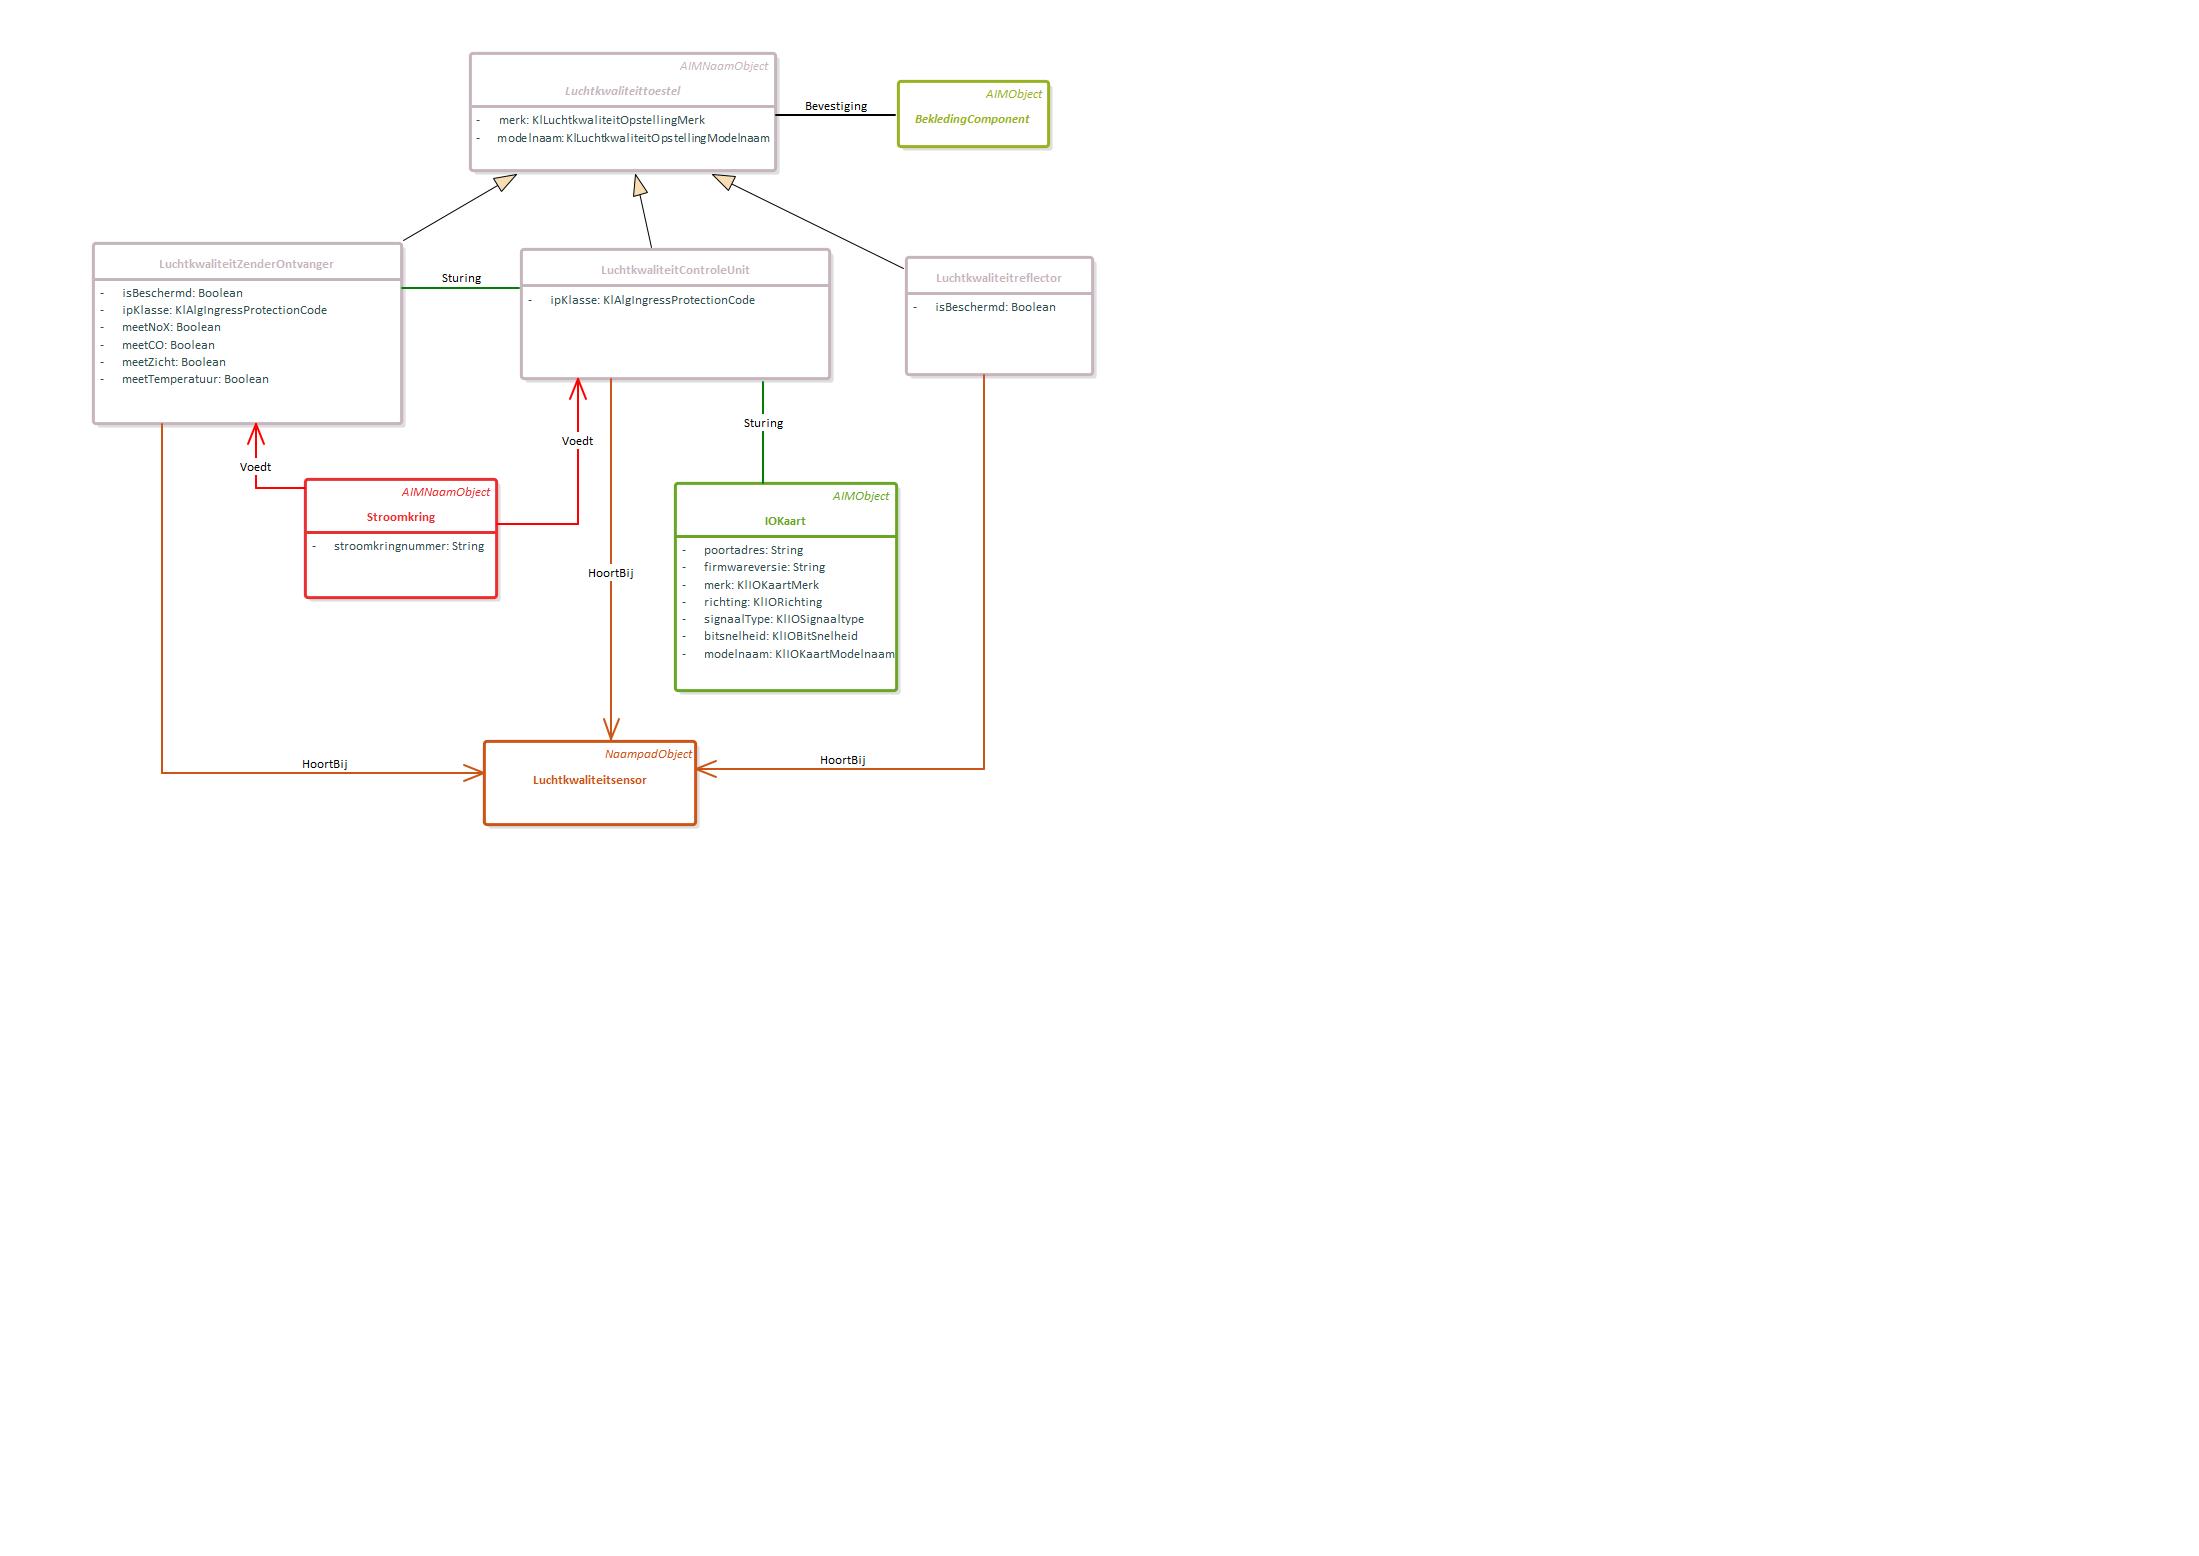 AIMNaamObject
Luchtkwaliteittoestel
- merk: KlLuchtkwaliteitOpstellingMerk
- modelnaam: KlLuchtkwaliteitOpstellingModelnaam
Bevestiging
AIMObject
BekledingComponent
LuchtkwaliteitZenderOntvanger
- isBeschermd: Boolean
- ipKlasse: KlAlgIngressProtectionCode
- meetNoX: Boolean
- meetCO: Boolean
- meetZicht: Boolean
- meetTemperatuur: Boolean
Sturing
LuchtkwaliteitControleUnit
- ipKlasse: KlAlgIngressProtectionCode
Luchtkwaliteitreflector
- isBeschermd: Boolean
Voedt
Voedt
Sturing
AIMNaamObject
Stroomkring
- stroomkringnummer: String
HoortBij
AIMObject
IOKaart
- poortadres: String
- firmwareversie: String
- merk: KlIOKaartMerk
- richting: KlIORichting
- signaalType: KlIOSignaaltype
- bitsnelheid: KlIOBitSnelheid
- modelnaam: KlIOKaartModelnaam
HoortBij
NaampadObject
Luchtkwaliteitsensor
HoortBij